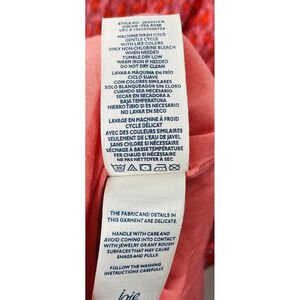 COLOR: TEA ROSE
MACHINE WASH COLD
GENTLE CYCLE
WITH LIKE COLORS
ONLY NON-CHLORINE BLEACH
WHEN NEEDED
TUMBLE DRY LOW
WARM IRON IF NEEDED
DO NOT DRY CLEAN
LAVAR A MÁQUINA EN FRÍO
CICLO SUAVE
CON COLORES SIMILARES
SOLO BLANQUEADOR SIN CLORO
CUANDO SEA NECESARIO
SECAR EN SECADORA A
BAJA TEMPERATURA
HIERRO TIBIO SI ES NECESARIO
NO LAVAR EN SECO
LAVAGE EN MACHINE À FROID
CYCLE DÉLICAT
AVEC DES COULEURS SIMILAIRES
SEULEMENT DE L'EAU DE JAVEL
SANS CHLORE SI NÉCESSAIRE
SÉCHAGE À BASSE TEMPÉRATURE
FER CHAUD SI NÉCESSAIRE
NE PAS NETTOYER À SEC
THE FABRIC AND DETAILS IN
THIS GARMENT ARE DELICATE.
HANDLE WITH CARE AND
AVOID COMING INTO CONTACT
WITH JEWELRY OR ANY ROUGH
SURFACES THAT MAY CAUSE
SNAGS AND PULLS.
FOLLOW THE WASHING
INSTRUCTIONS CAREFULLY.
joie